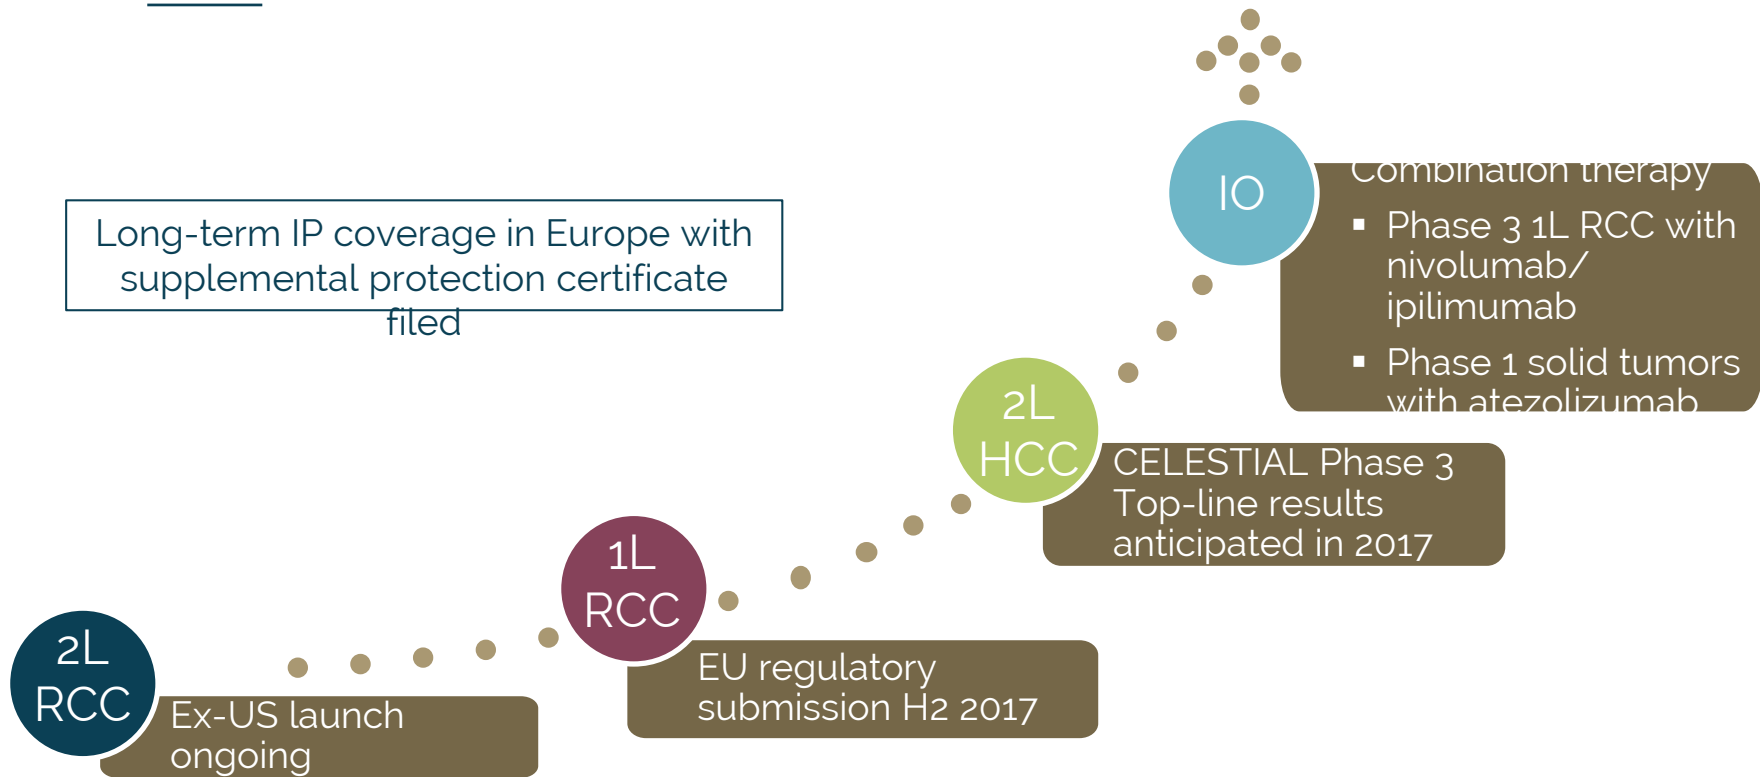 Long-term IP coverage in Europe with
supplemental protection certificate
filed
IO
Combination therapy
▪ Phase 3 1L RCC with
nivolumab/
ipilimumab
▪ Phase 1 solid tumors
with atezolizumab
2L
HCC
CELESTIAL Phase 3
Top-line results
anticipated in 2017
1L
RCC
EU regulatory
submission H2 2017
2L
RCC
Ex-US launch
ongoing